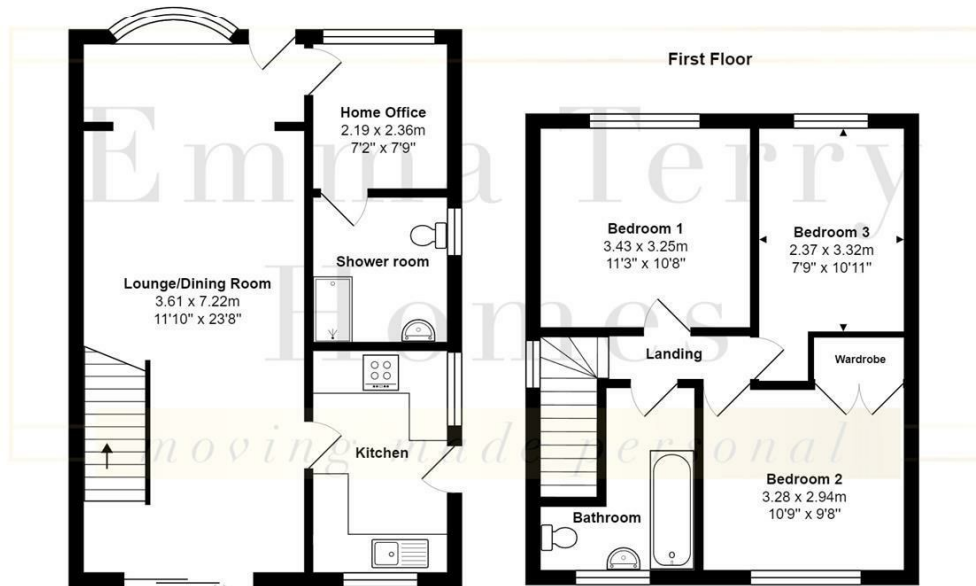 First Floor
Home Office
2.19 x 2.36m
7'2" x 7'9"
Emma Terry
Homes
moving made personal
Shower room
Lounge/Dining Room
3.61 x 7.22m
11'10" x 23'8"
Kitchen
Bedroom 1
3.43 x 3.25m
11'3" x 10'8"
Bedroom 3
2.37 x 3.32m
7'9" x 10'11"
Landing
Wardrobe
Bedroom 2
3.28 x 2.94m
10'9" x 9'8"
Bathroom